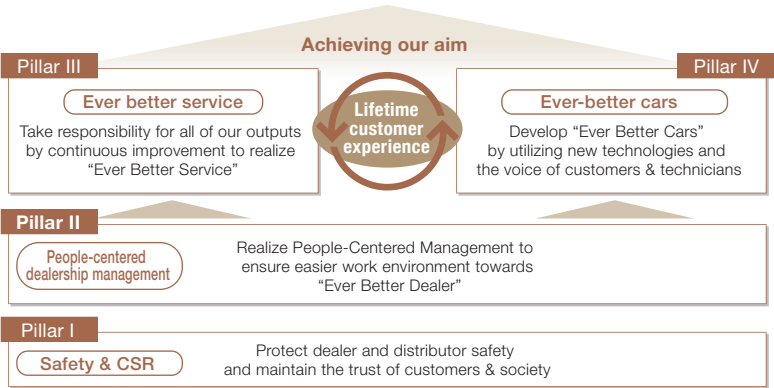 Achieving our aim
Pillar III
Ever better service
Take responsibility for all of our outputs
by continuous improvement to realize
“Ever Better Service”
Lifetime
customer
experience
Pillar IV
Ever-better cars
Develop “Ever Better Cars”
by utilizing new technologies and
the voice of customers & technicians
Pillar II
People-centered
dealership management
Realize People-Centered Management to
ensure easier work environment towards
“Ever Better Dealer”
Pillar I
Safety & CSR
Protect dealer and distributor safety
and maintain the trust of customers & society